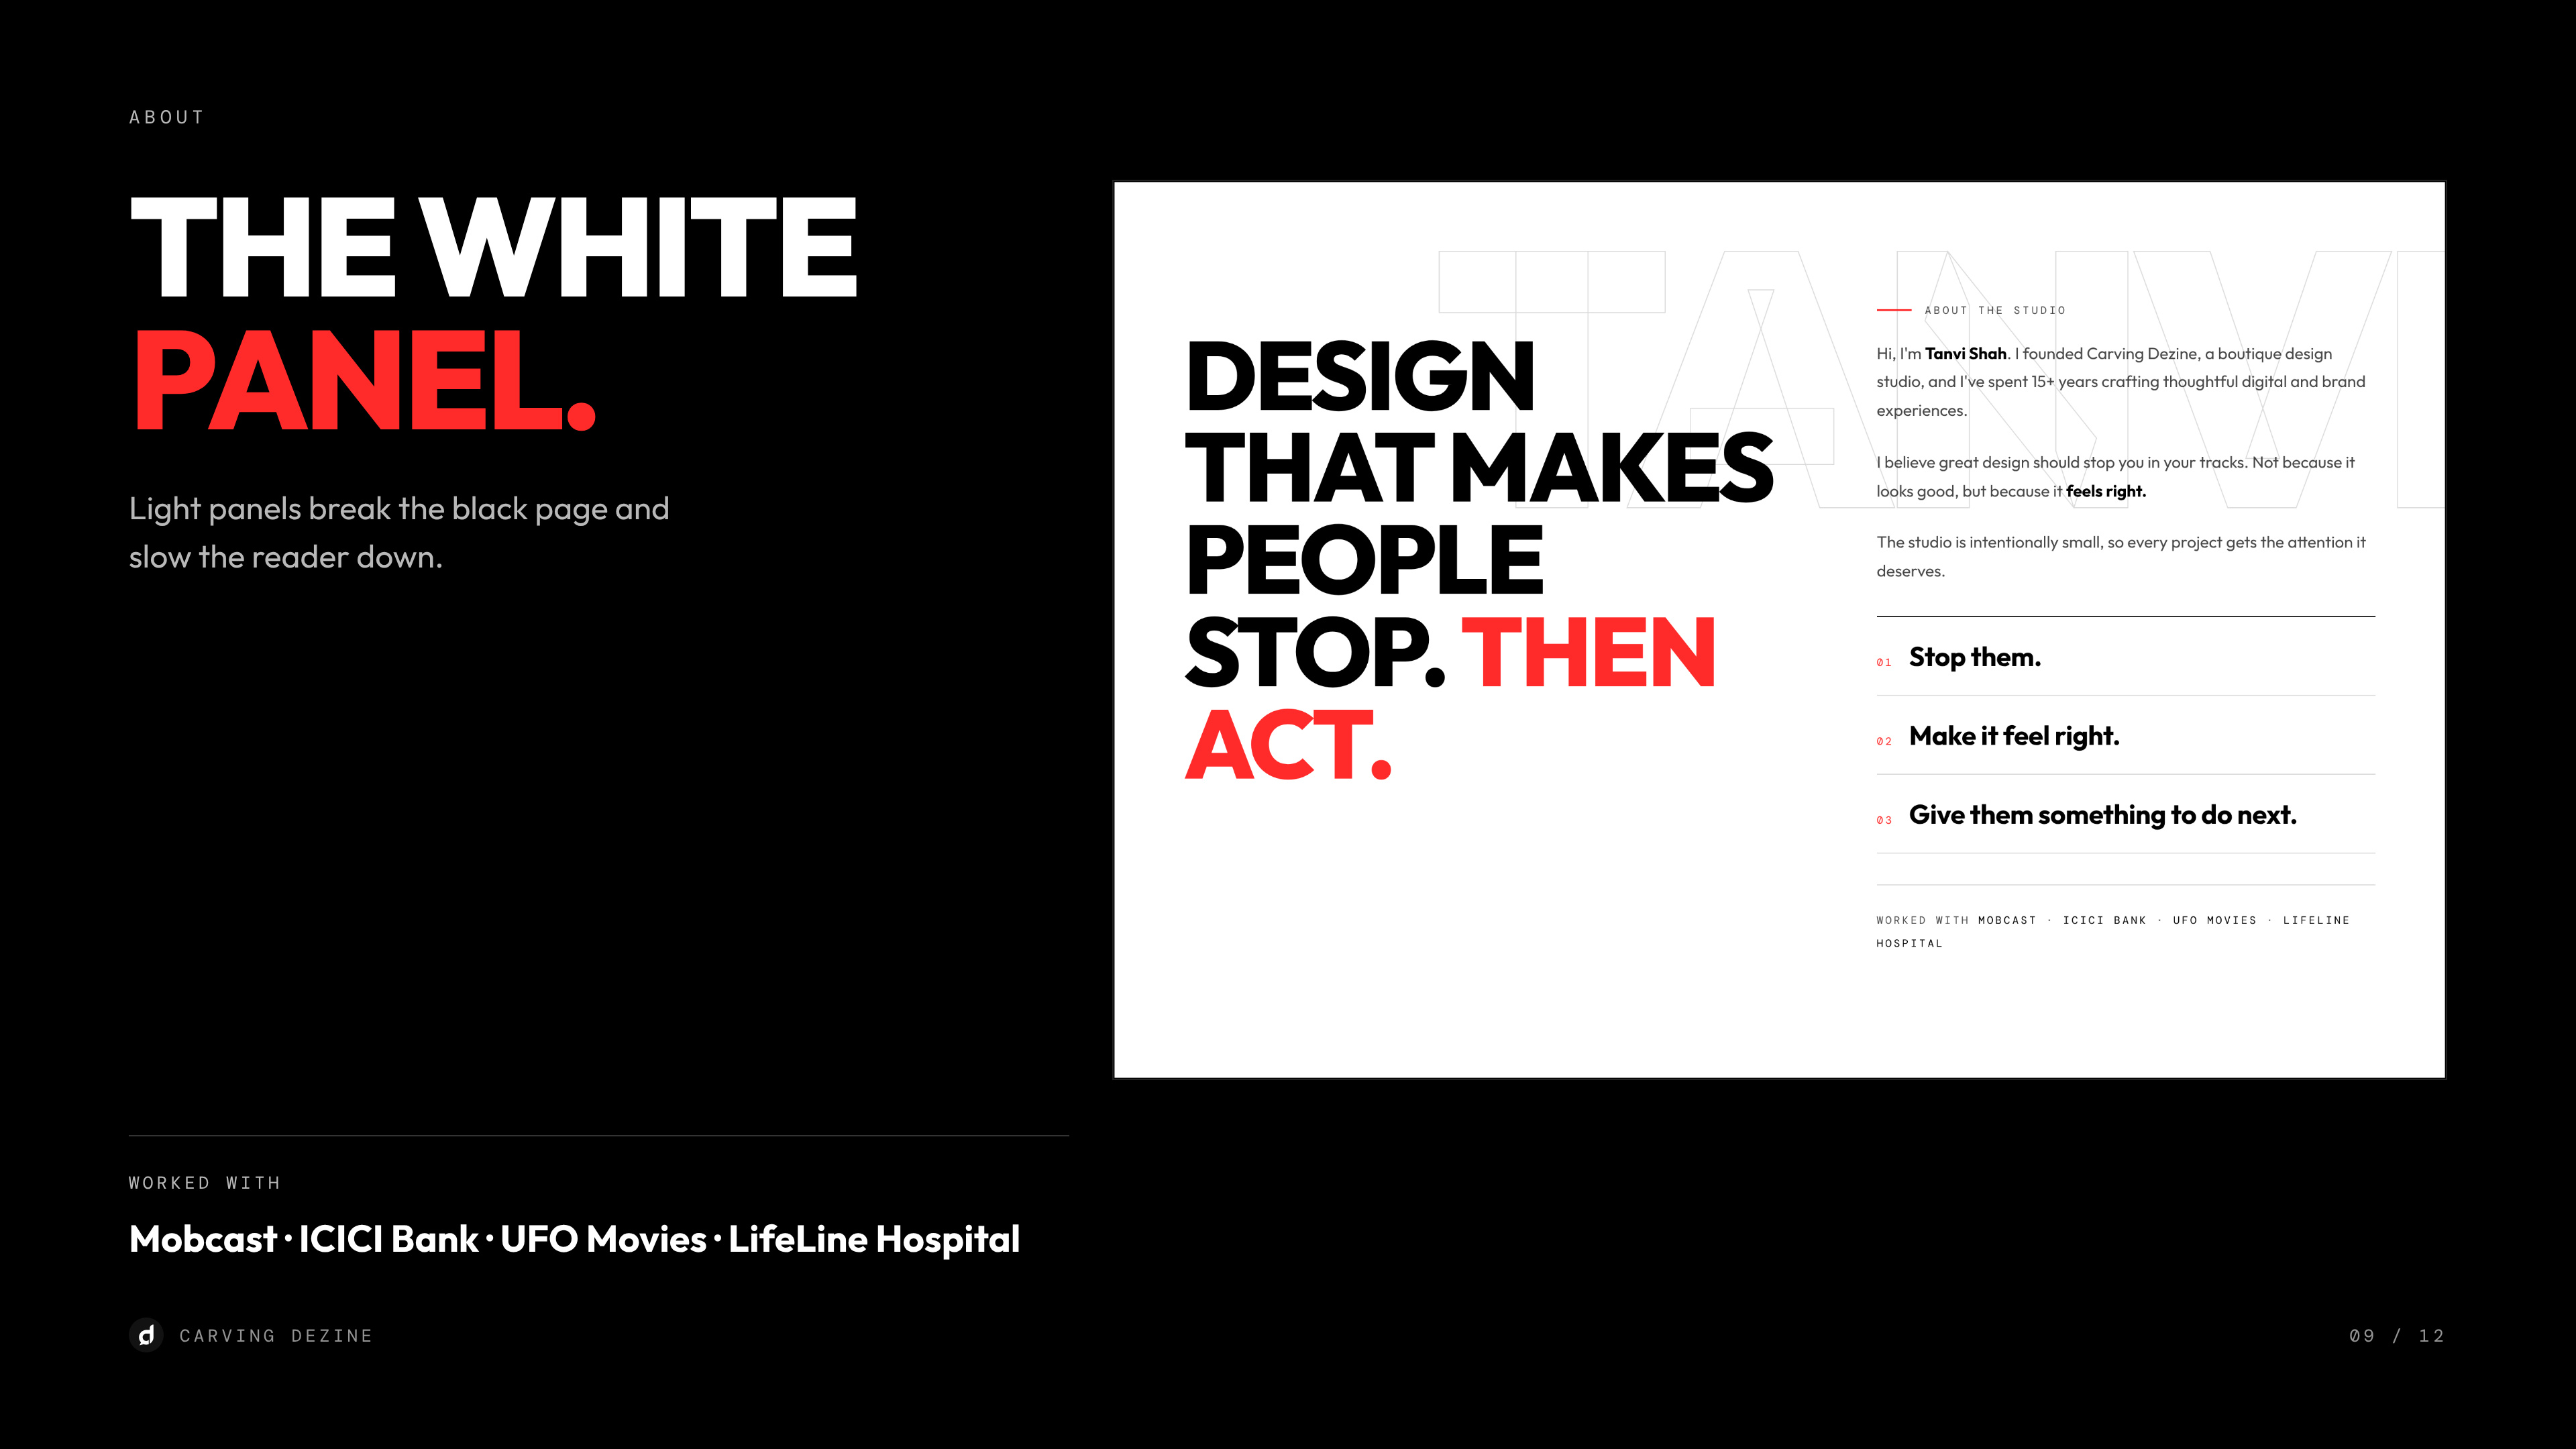 ABOUT
THE WHITE
PANEL.
Light panels break the black page and
slow the reader down.
TANVI
DESIGN
THAT MAKES
PEOPLE
STOP. THEN
ACT.
ABOUT THE STUDIO
Hi, I'm Tanvi Shah. I founded Carving Dezine, a boutique design
studio, and I've spent 15+ years crafting thoughtful digital and brand
experiences.
I believe great design should stop you in your tracks. Not because it
looks good, but because it feels right.
The studio is intentionally small, so every project gets the attention it
deserves.
01 Stop them.
02 Make it feel right.
03 Give them something to do next.
WORKED WITH MOBCAST · ICICI BANK · UFO MOVIES · LIFELINE
HOSPITAL
WORKED WITH
Mobcast · ICICI Bank · UFO Movies · LifeLine Hospital
d CARVING DEZINE
09 / 12